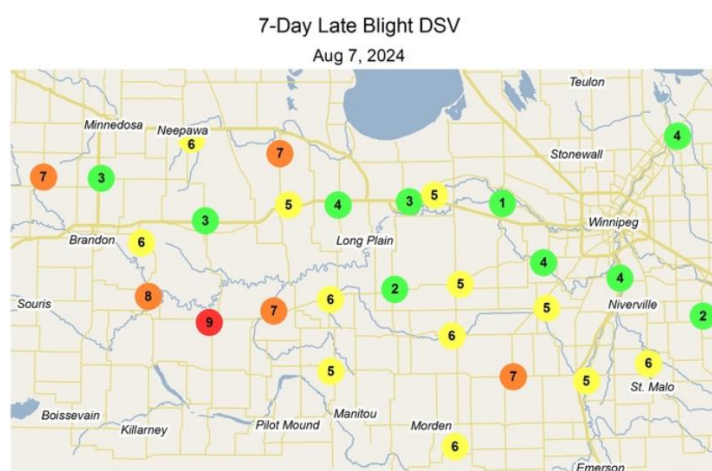 7-Day Late Blight DSV
Aug 7, 2024
Teulon
Minnedosa
Neepawa
4
6
7
Stonewall
7
3
5
4
3
5
1
3
Winnipeg
Brandon
6
Long Plain
4
4
2
5
8
6
Souris
7
5
Niverville
2
9
6
6
5
7
5
St. Malo
Boissevain
Manitou
Killarney
Pilot Mound
Morden
6
Emerson